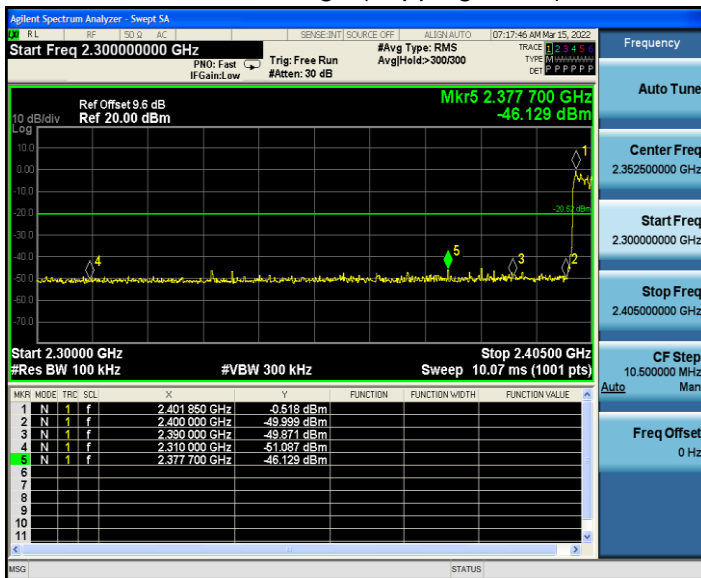 Agilent Spectrum Analyzer - Swept SA
LXI RL RF 50 Ω AC SENSE:INT SOURCE OFF ALIGN AUTO 07:17:46 AM Mar 15, 2022
Start Freq 2.300000000 GHz #Avg Type: RMS TRACE 1 2 3 4 5 6
PNO: Fast Trig: Free Run Avg|Hold:>300/300 TYPE M
IFGain:Low #Atten: 30 dB DET P P P P P P
Mkr5 2.377 700 GHz
Ref Offset 9.6 dB
10 dB/div Ref 20.00 dBm -46.129 dBm
Log
10.0
1
0.00
-10.0
-20.0
-20.52 dBm
-30.0
-40.0
4 5 3 2
-50.0
-60.0
-70.0
Start 2.30000 GHz Stop 2.40500 GHz
#Res BW 100 kHz #VBW 300 kHz Sweep 10.07 ms (1001 pts)
MKR MODE TRC SCL X Y FUNCTION FUNCTION WIDTH FUNCTION VALUE
1 N 1 f 2.401 850 GHz -0.518 dBm
2 N 1 f 2.400 000 GHz -49.999 dBm
3 N 1 f 2.390 000 GHz -49.871 dBm
4 N 1 f 2.310 000 GHz -51.087 dBm
5 N 1 f 2.377 700 GHz -46.129 dBm
6
7
8
9
10
11
MSG STATUS
Frequency
Auto Tune
Center Freq
2.352500000 GHz
Start Freq
2.300000000 GHz
Stop Freq
2.405000000 GHz
CF Step
10.500000 MHz
Auto Man
Freq Offset
0 Hz